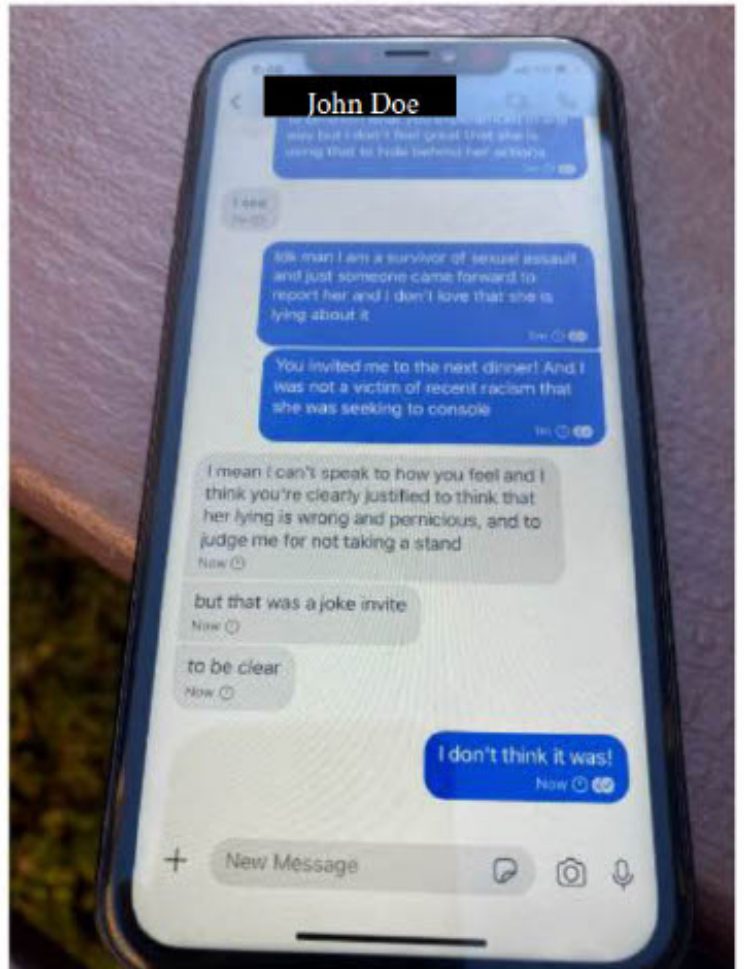 John Doe
way but I don't feel great that she is
using that to hide behind her actions
I see
Idk man I am a survivor of sexual assault
and just someone came forward to
report her and I don't love that she is
lying about it
1m
You invited me to the next dinner! And I
was not a victim of recent racism that
she was seeking to console
1m
I mean I can't speak to how you feel and I
think you're clearly justified to think that
her lying is wrong and pernicious, and to
judge me for not taking a stand
Now
but that was a joke invite
Now
to be clear
Now
I don't think it was!
Now
New Message